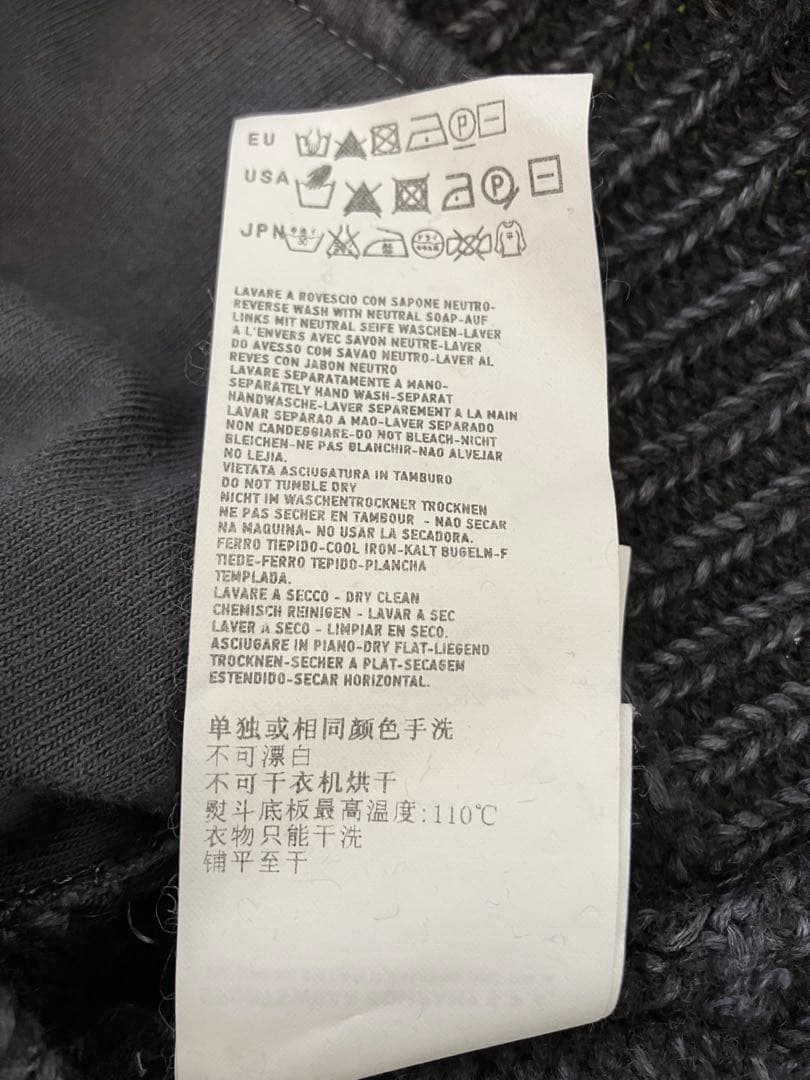 EU
USA
JPN
LAVARE A ROVESCIO CON SAPONE NEUTRO-
REVERSE WASH WITH NEUTRAL SOAP-AUF
LINKS MIT NEUTRAL SEIFE WASCHEN-LAVER
A L'ENVERS AVEC SAVON NEUTRE-LAVER
DO AVESSO COM SAVAO NEUTRO-LAVER AL
REVES CON JABON NEUTRO
LAVARE SEPARATAMENTE A MANO-
SEPARATELY HAND WASH-SEPARAT
HANDWASCHE-LAVER SEPAREMENT A LA MAIN
LAVAR SEPARAO A MAO-LAVER SEPARADO
NON CANDEGGIARE-DO NOT BLEACH-NICHT
BLEICHEN-NE PAS BLANCHIR-NAO ALVEJAR
NO LEJIA.
VIETATA ASCIUGATURA IN TAMBURO
DO NOT TUMBLE DRY
NICHT IM WASCHENTROCKNER TROCKNEN
NE PAS SECHER EN TAMBOUR - NAO SECAR
NA MAQUINA- NO USAR LA SECADORA.
FERRO TIEPIDO-COOL IRON-KALT BUGELN-F
TIEDE-FERRO TEPIDO-PLANCHA
TEMPLADA.
LAVARE A SECCO - DRY CLEAN
CHEMISCH REINIGEN - LAVAR A SEC
LAVER A SECO - LIMPIAR EN SECO.
ASCIUGARE IN PIANO-DRY FLAT-LIEGEND
TROCKNEN-SECHER A PLAT-SECAGEM
ESTENDIDO-SECAR HORIZONTAL.
单独或相同颜色手洗
不可漂白
不可干衣机烘干
熨斗底板最高温度:110℃
衣物只能干洗
铺平至干